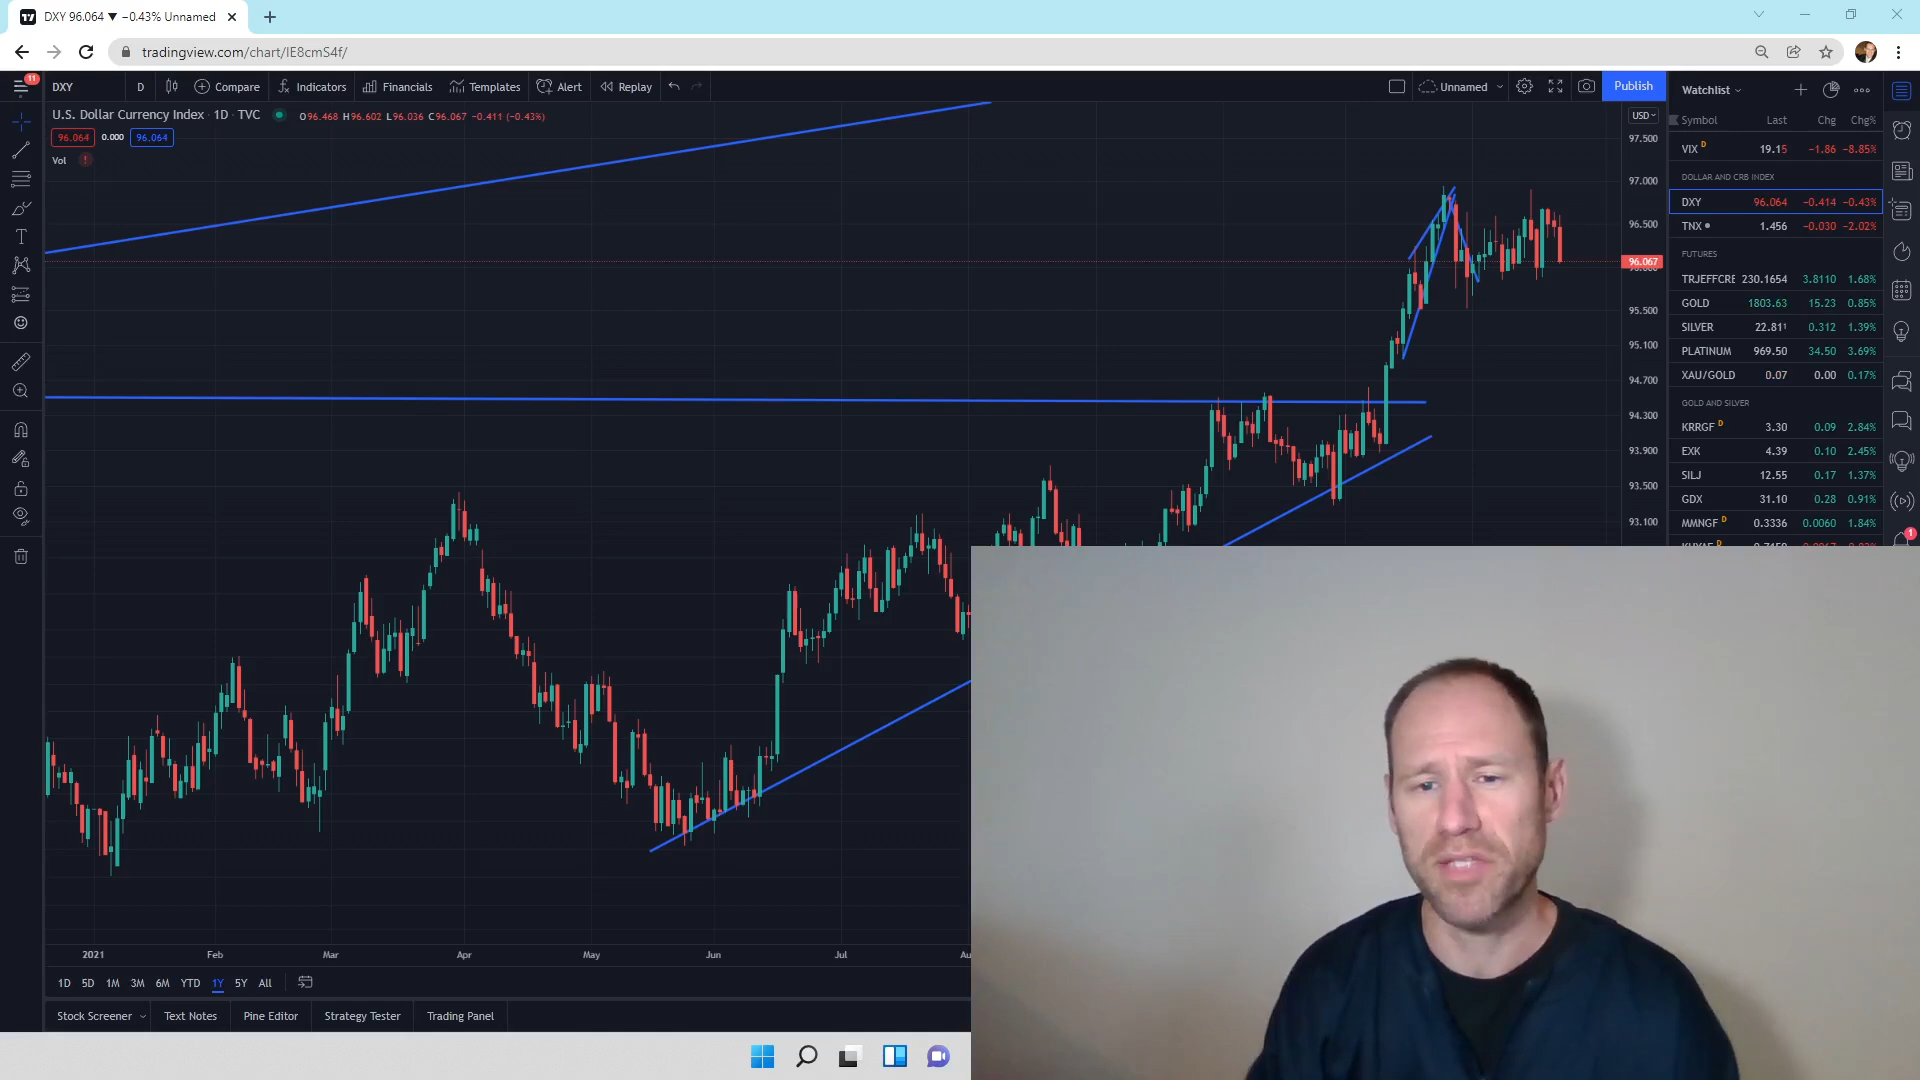 DXY 96.064 ▼ −0.43% Unnamed
tradingview.com/chart/IE8cmS4f/
11
DXY D Compare Indicators Financials Templates Alert Replay Unnamed Publish
U.S. Dollar Currency Index · 1D · TVC O96.468 H96.602 L96.036 C96.067 −0.411 (−0.43%)
96.064 0.000 96.064
Vol
USD
97.500
97.000
96.500
96.067
95.500
95.100
94.700
94.300
93.900
93.500
93.100
2021 Feb Mar Apr May Jun Jul
1D 5D 1M 3M 6M YTD 1Y 5Y All
Stock Screener Text Notes Pine Editor Strategy Tester Trading Panel
Watchlist
Symbol Last Chg Chg%
VIX D 19.15 −1.86 −8.85%
DOLLAR AND CRB INDEX
DXY 96.064 −0.414 −0.43%
TNX 1.456 −0.030 −2.02%
FUTURES
TRJEFFCRE 230.1654 3.8110 1.68%
GOLD 1803.63 15.23 0.85%
SILVER 22.81¹ 0.312 1.39%
PLATINUM 969.50 34.50 3.69%
XAU/GOLD 0.07 0.00 0.17%
GOLD AND SILVER
KRRGF D 3.30 0.09 2.84%
EXK 4.39 0.10 2.45%
SILJ 12.55 0.17 1.37%
GDX 31.10 0.28 0.91%
MMNGF D 0.3336 0.0060 1.84%
1